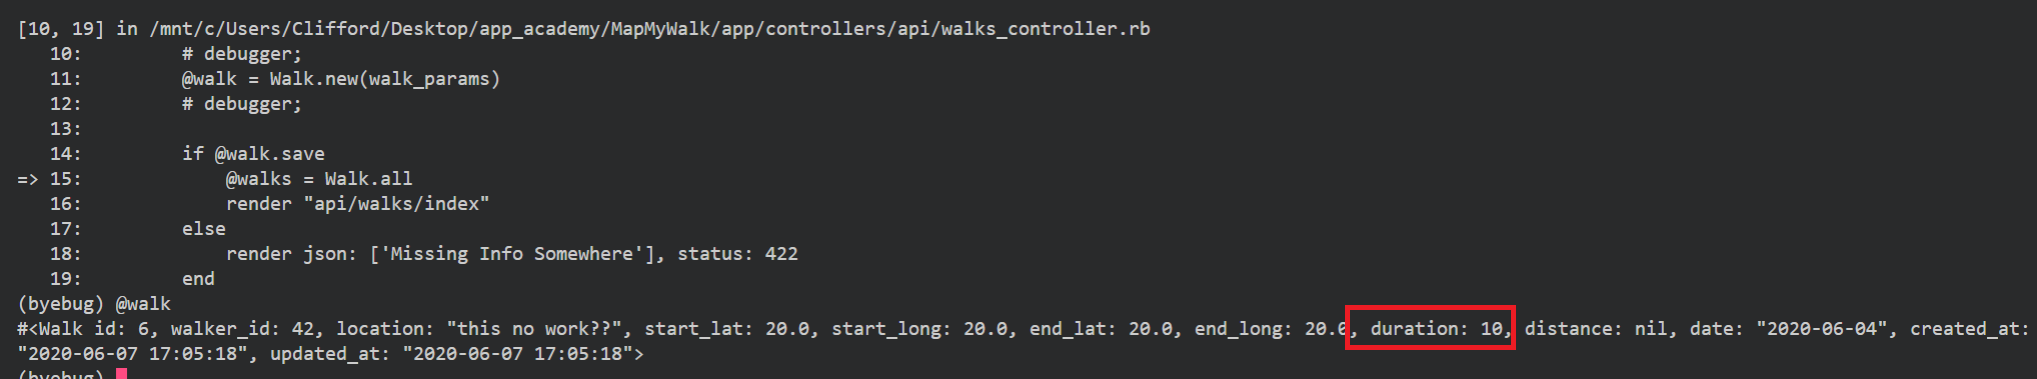 [10, 19] in /mnt/c/Users/Clifford/Desktop/app_academy/MapMyWalk/app/controllers/api/walks_controller.rb
   10:         # debugger;
   11:         @walk = Walk.new(walk_params)
   12:         # debugger;
   13:
   14:         if @walk.save
=> 15:             @walks = Walk.all
   16:             render "api/walks/index"
   17:         else
   18:             render json: ['Missing Info Somewhere'], status: 422
   19:         end
(byebug) @walk
#<Walk id: 6, walker_id: 42, location: "this no work??", start_lat: 20.0, start_long: 20.0, end_lat: 20.0, end_long: 20.0, duration: 10, distance: nil, date: "2020-06-04", created_at:
"2020-06-07 17:05:18", updated_at: "2020-06-07 17:05:18">
(byebug)